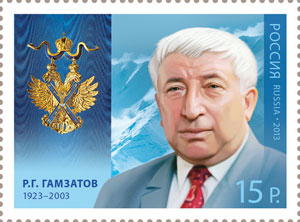 Р.Г. ГАМЗАТОВ
1923–2003
РОССИЯ
RUSSIA • 2013
15 Р.